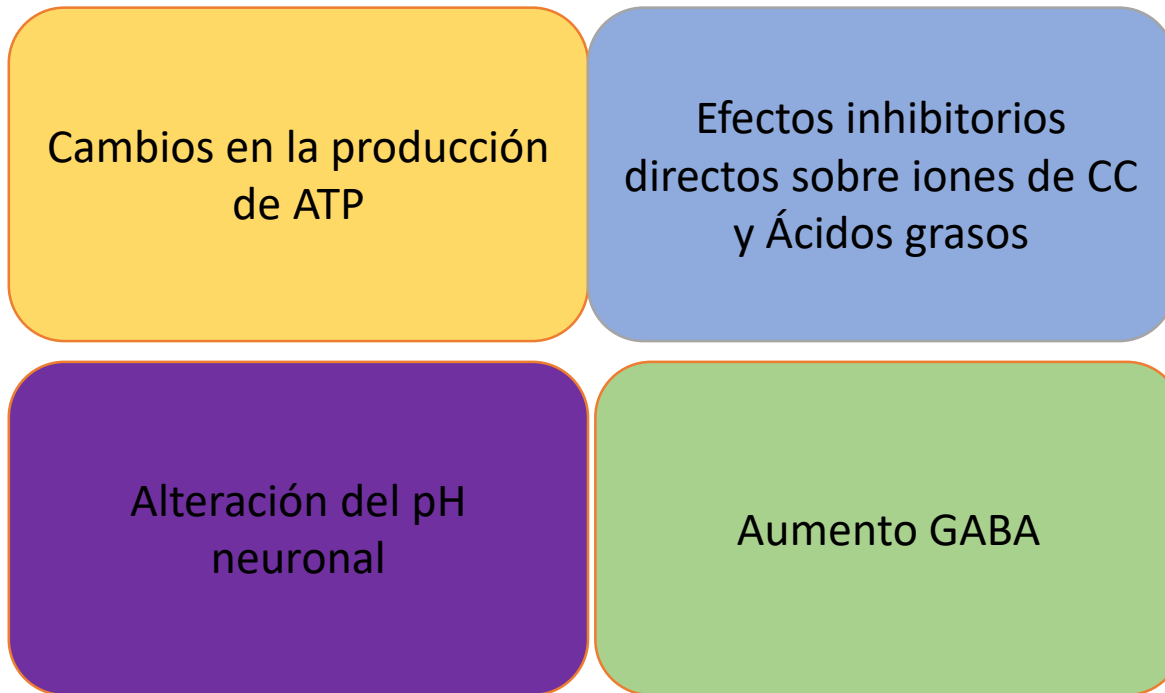 Cambios en la producción
de ATP
Efectos inhibitorios
directos sobre iones de CC
y Ácidos grasos
Alteración del pH
neuronal
Aumento GABA